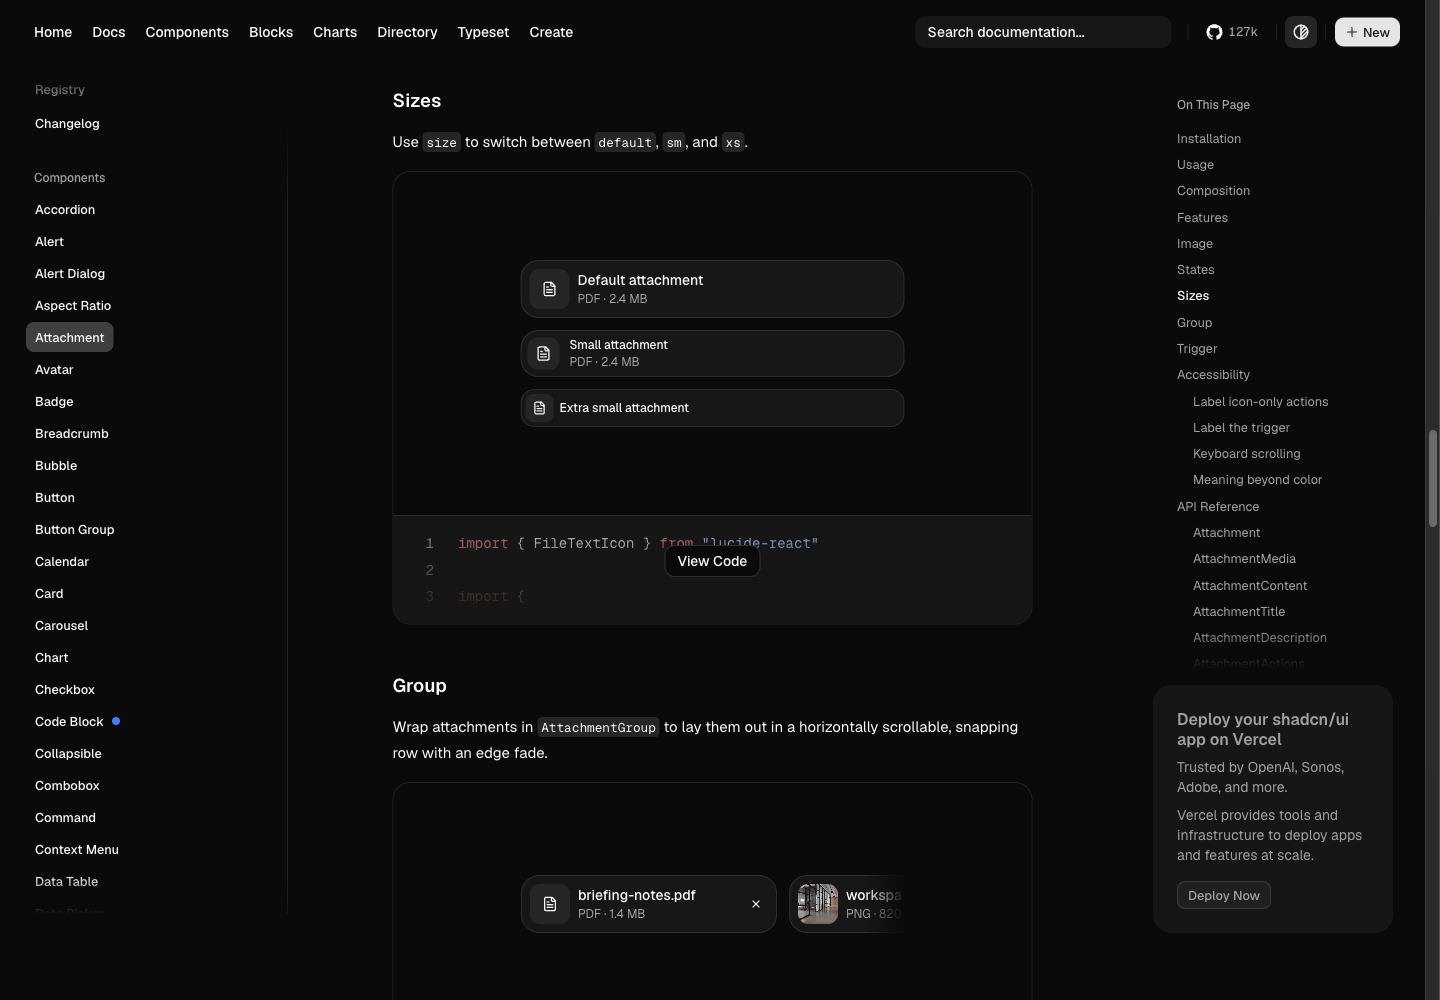 Home Docs Components Blocks Charts Directory Typeset Create
Search documentation...
127k
New
Registry
Changelog
Components
Accordion
Alert
Alert Dialog
Aspect Ratio
Attachment
Avatar
Badge
Breadcrumb
Bubble
Button
Button Group
Calendar
Card
Carousel
Chart
Checkbox
Code Block
Collapsible
Combobox
Command
Context Menu
Data Table
Sizes
Use size to switch between default, sm, and xs.
Default attachment
PDF · 2.4 MB
Small attachment
PDF · 2.4 MB
Extra small attachment
1 import { FileTextIcon } from "lucide-react"
View Code
2
3 import {
Group
Wrap attachments in AttachmentGroup to lay them out in a horizontally scrollable, snapping
row with an edge fade.
briefing-notes.pdf
PDF · 1.4 MB
workspa
PNG · 820
On This Page
Installation
Usage
Composition
Features
Image
States
Sizes
Group
Trigger
Accessibility
Label icon-only actions
Label the trigger
Keyboard scrolling
Meaning beyond color
API Reference
Attachment
AttachmentMedia
AttachmentContent
AttachmentTitle
AttachmentDescription
AttachmentActions
Deploy your shadcn/ui
app on Vercel
Trusted by OpenAI, Sonos,
Adobe, and more.
Vercel provides tools and
infrastructure to deploy apps
and features at scale.
Deploy Now